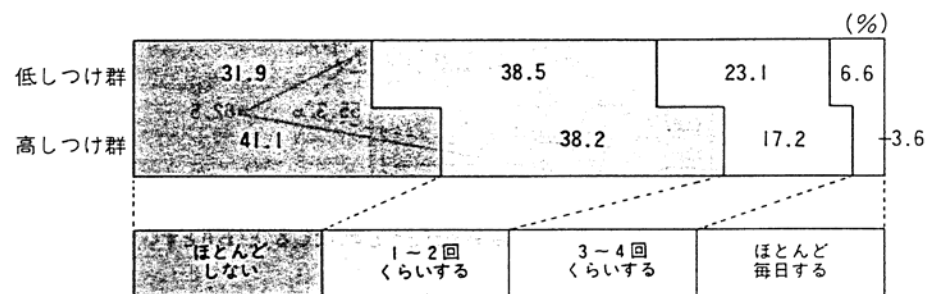 (%)
低しつけ群 31.9 38.5 23.1 6.6
高しつけ群 41.1 38.2 17.2 3.6
ほとんど
しない
1～2回
くらいする
3～4回
くらいする
ほとんど
毎日する